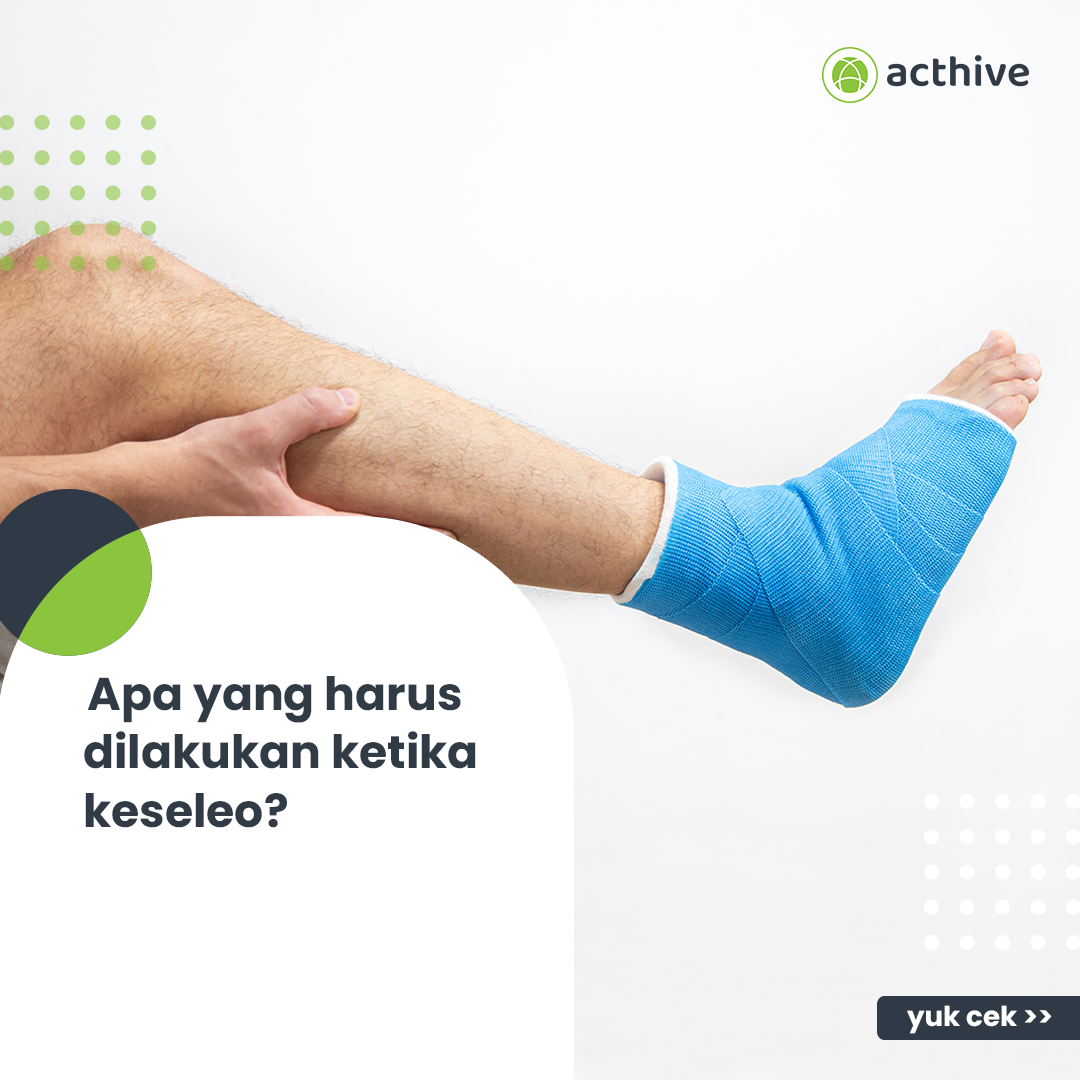 acthive
Apa yang harus
dilakukan ketika
keseleo?
yuk cek >>